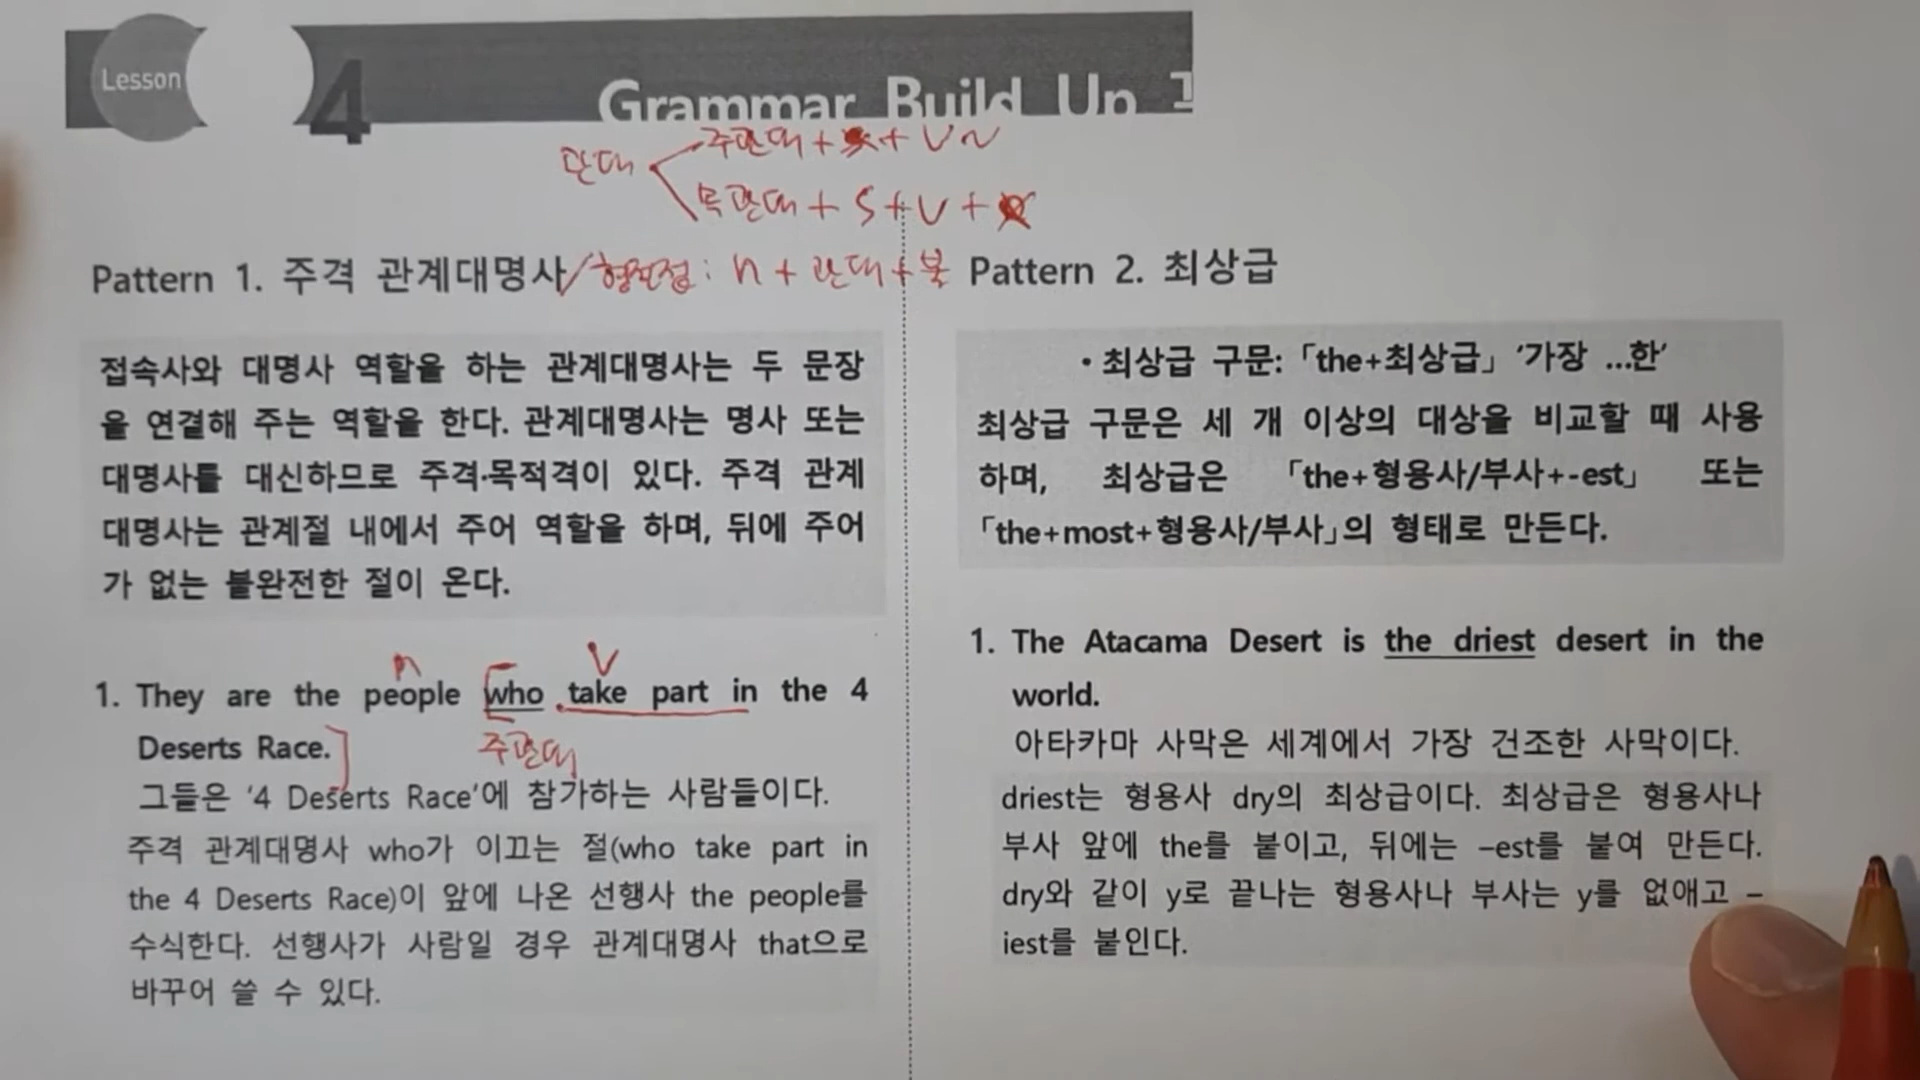 Lesson 4 Grammar Build Up
관대 주관대 + S + V ~
목관대 + S + V + O
Pattern 1. 주격 관계대명사 / 형용절 : n + 관대 + 불
접속사와 대명사 역할을 하는 관계대명사는 두 문장
을 연결해 주는 역할을 한다. 관계대명사는 명사 또는
대명사를 대신하므로 주격·목적격이 있다. 주격 관계
대명사는 관계절 내에서 주어 역할을 하며, 뒤에 주어
가 없는 불완전한 절이 온다.
n V
1. They are the people who take part in the 4
Deserts Race.
주관대
그들은 '4 Deserts Race'에 참가하는 사람들이다.
주격 관계대명사 who가 이끄는 절(who take part in
the 4 Deserts Race)이 앞에 나온 선행사 the people를
수식한다. 선행사가 사람일 경우 관계대명사 that으로
바꾸어 쓸 수 있다.
Pattern 2. 최상급
• 최상급 구문: 「the+최상급」 '가장 ...한'
최상급 구문은 세 개 이상의 대상을 비교할 때 사용
하며, 최상급은 「the+형용사/부사+-est」 또는
「the+most+형용사/부사」의 형태로 만든다.
1. The Atacama Desert is the driest desert in the
world.
아타카마 사막은 세계에서 가장 건조한 사막이다.
driest는 형용사 dry의 최상급이다. 최상급은 형용사나
부사 앞에 the를 붙이고, 뒤에는 –est를 붙여 만든다.
dry와 같이 y로 끝나는 형용사나 부사는 y를 없애고 –
iest를 붙인다.